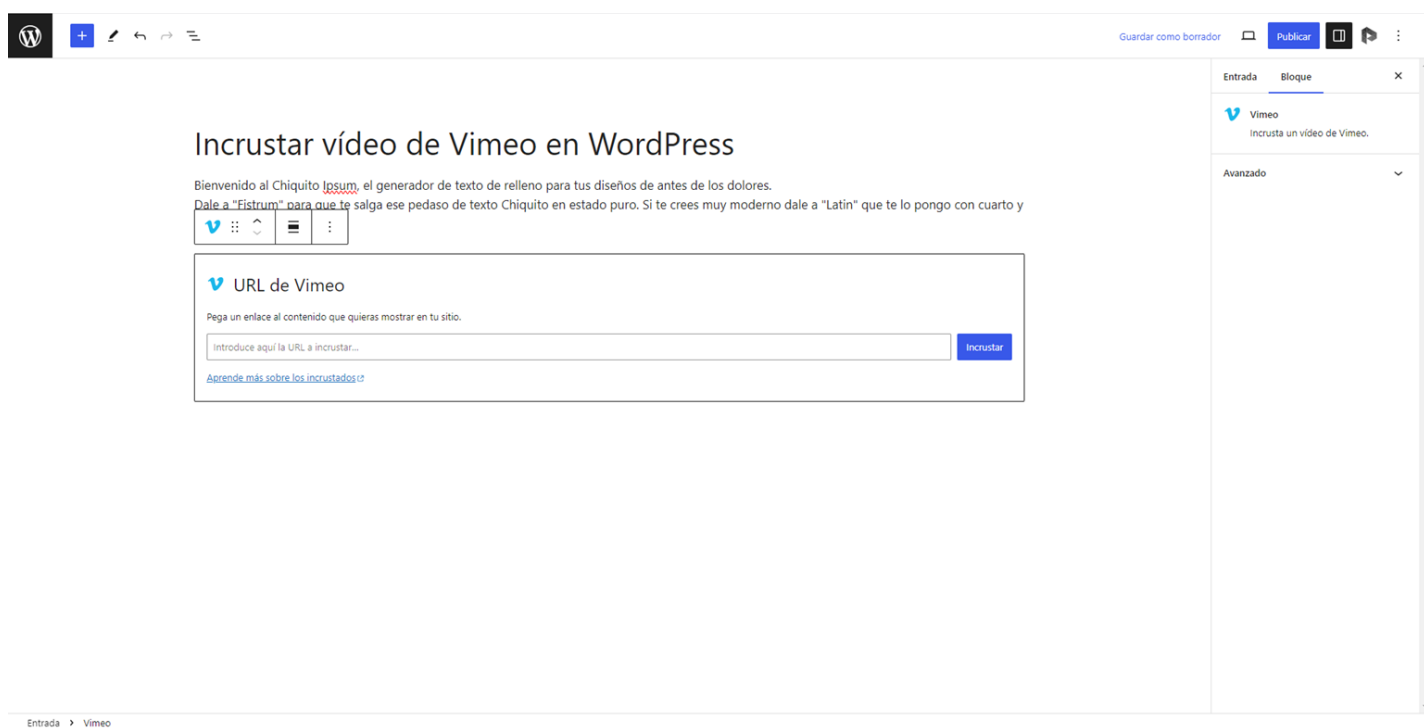 Guardar como borrador
Publicar
Entrada Bloque
Vimeo
Incrusta un vídeo de Vimeo.
Avanzado
Incrustar vídeo de Vimeo en WordPress
Bienvenido al Chiquito Ipsum, el generador de texto de relleno para tus diseños de antes de los dolores.
Dale a "Fistrum" para que te salga ese pedaso de texto Chiquito en estado puro. Si te crees muy moderno dale a "Latin" que te lo pongo con cuarto y
URL de Vimeo
Pega un enlace al contenido que quieras mostrar en tu sitio.
Introduce aquí la URL a incrustar...
Incrustar
Aprende más sobre los incrustados
Entrada > Vimeo